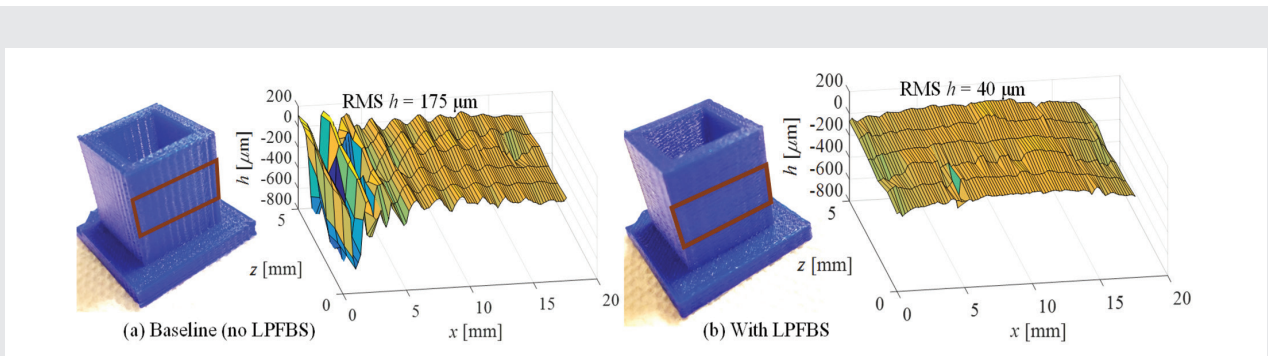 RMS h = 175 μm
200
0
-200
-400
-600
-800
h [μm]
5
0
z [mm]
0
5
10
15
20
x [mm]
(a) Baseline (no LPFBS)
RMS h = 40 μm
200
0
-200
-400
-600
-800
h [μm]
5
0
z [mm]
0
5
10
15
20
x [mm]
(b) With LPFBS